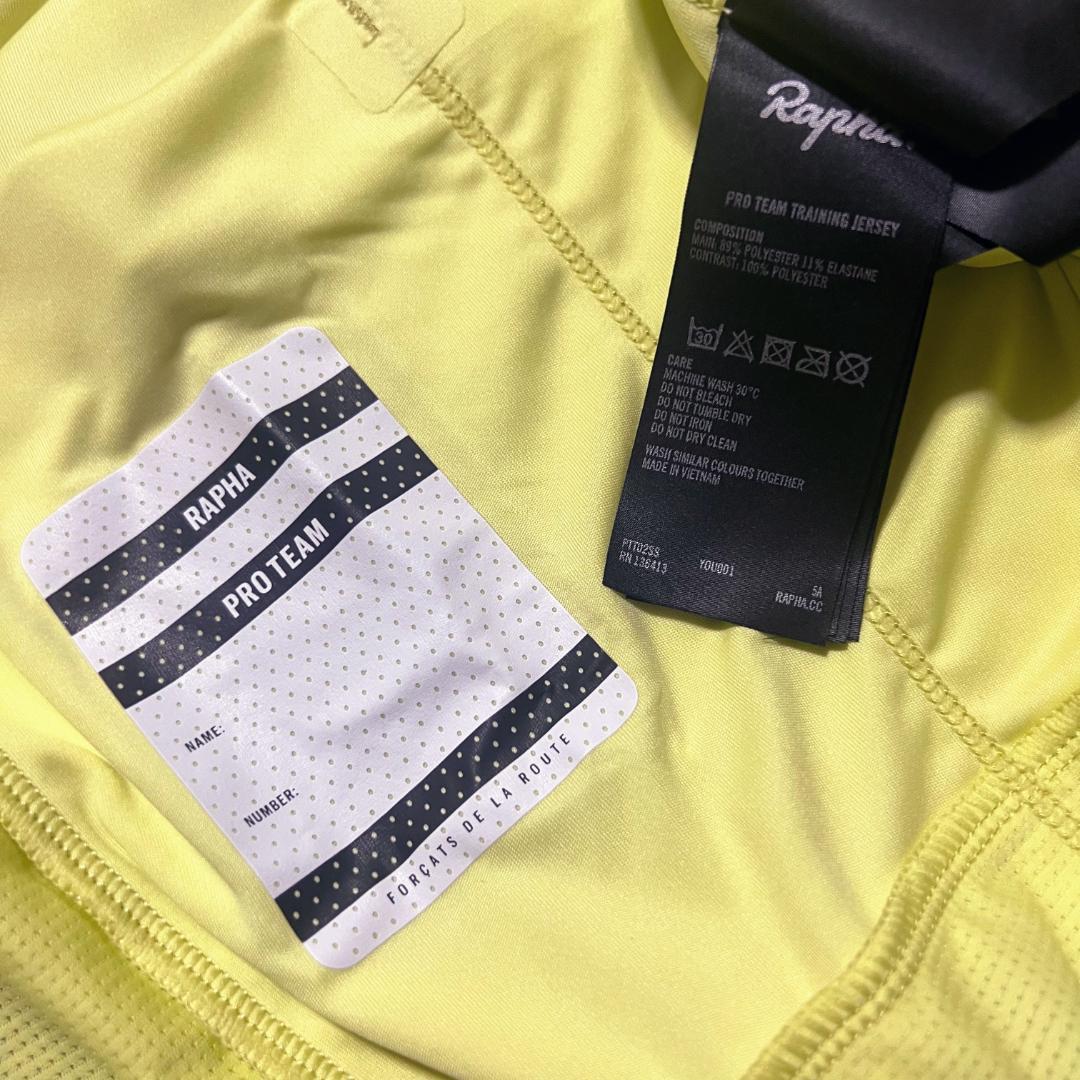 Rapha.
PRO TEAM TRAINING JERSEY
COMPOSITION
MAIN: 89% POLYESTER 11% ELASTANE
CONTRAST: 100% POLYESTER
30
CARE
MACHINE WASH 30°C
DO NOT BLEACH
DO NOT TUMBLE DRY
DO NOT IRON
DO NOT DRY CLEAN
WASH SIMILAR COLOURS TOGETHER
MADE IN VIETNAM
PTT02SS
RN 136413
YOU001
5A
RAPHA.CC
RAPHA
PRO TEAM
NAME:
NUMBER:
FORÇATS DE LA ROUTE